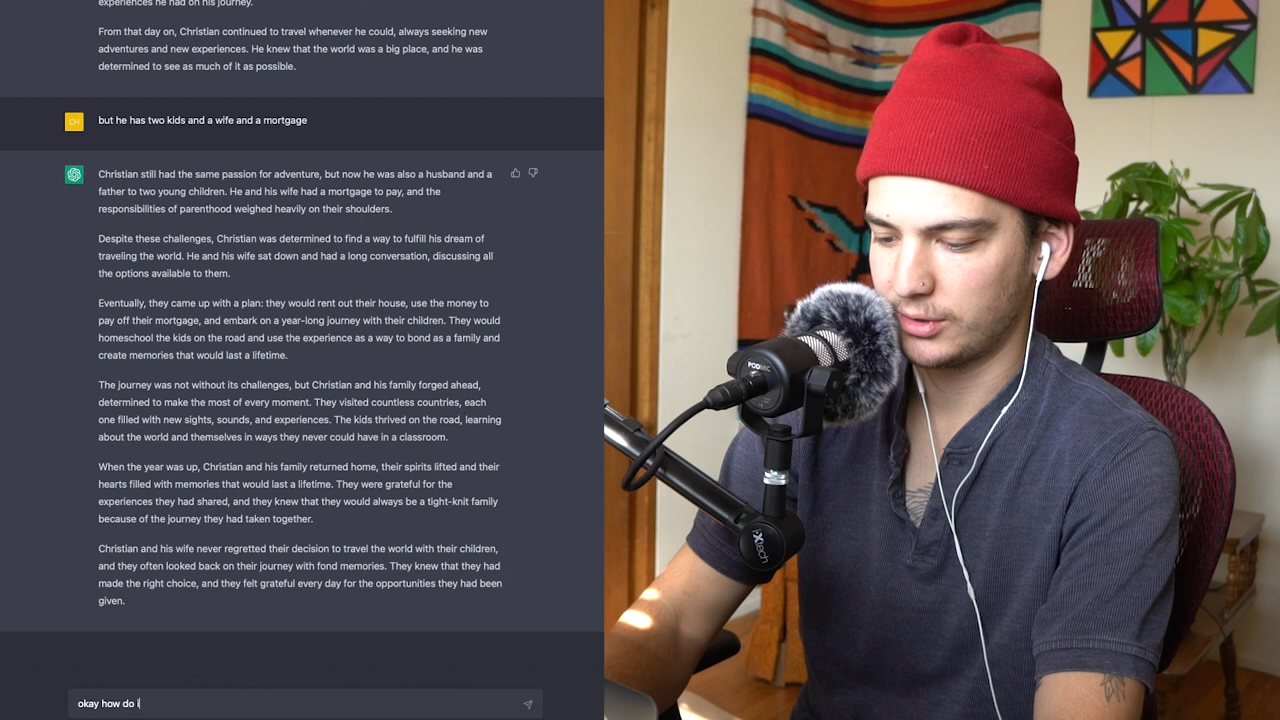 experiences he had on his journey.
From that day on, Christian continued to travel whenever he could, always seeking new
adventures and new experiences. He knew that the world was a big place, and he was
determined to see as much of it as possible.
CH
but he has two kids and a wife and a mortgage
Christian still had the same passion for adventure, but now he was also a husband and a
father to two young children. He and his wife had a mortgage to pay, and the
responsibilities of parenthood weighed heavily on their shoulders.
Despite these challenges, Christian was determined to find a way to fulfill his dream of
traveling the world. He and his wife sat down and had a long conversation, discussing all
the options available to them.
Eventually, they came up with a plan: they would rent out their house, use the money to
pay off their mortgage, and embark on a year-long journey with their children. They would
homeschool the kids on the road and use the experience as a way to bond as a family and
create memories that would last a lifetime.
The journey was not without its challenges, but Christian and his family forged ahead,
determined to make the most of every moment. They visited countless countries, each
one filled with new sights, sounds, and experiences. The kids thrived on the road, learning
about the world and themselves in ways they never could have in a classroom.
When the year was up, Christian and his family returned home, their spirits lifted and their
hearts filled with memories that would last a lifetime. They were grateful for the
experiences they had shared, and they knew that they would always be a tight-knit family
because of the journey they had taken together.
Christian and his wife never regretted their decision to travel the world with their children,
and they often looked back on their journey with fond memories. They knew that they had
made the right choice, and they felt grateful every day for the opportunities they had been
given.
okay how do i
PODMIC
iXtech